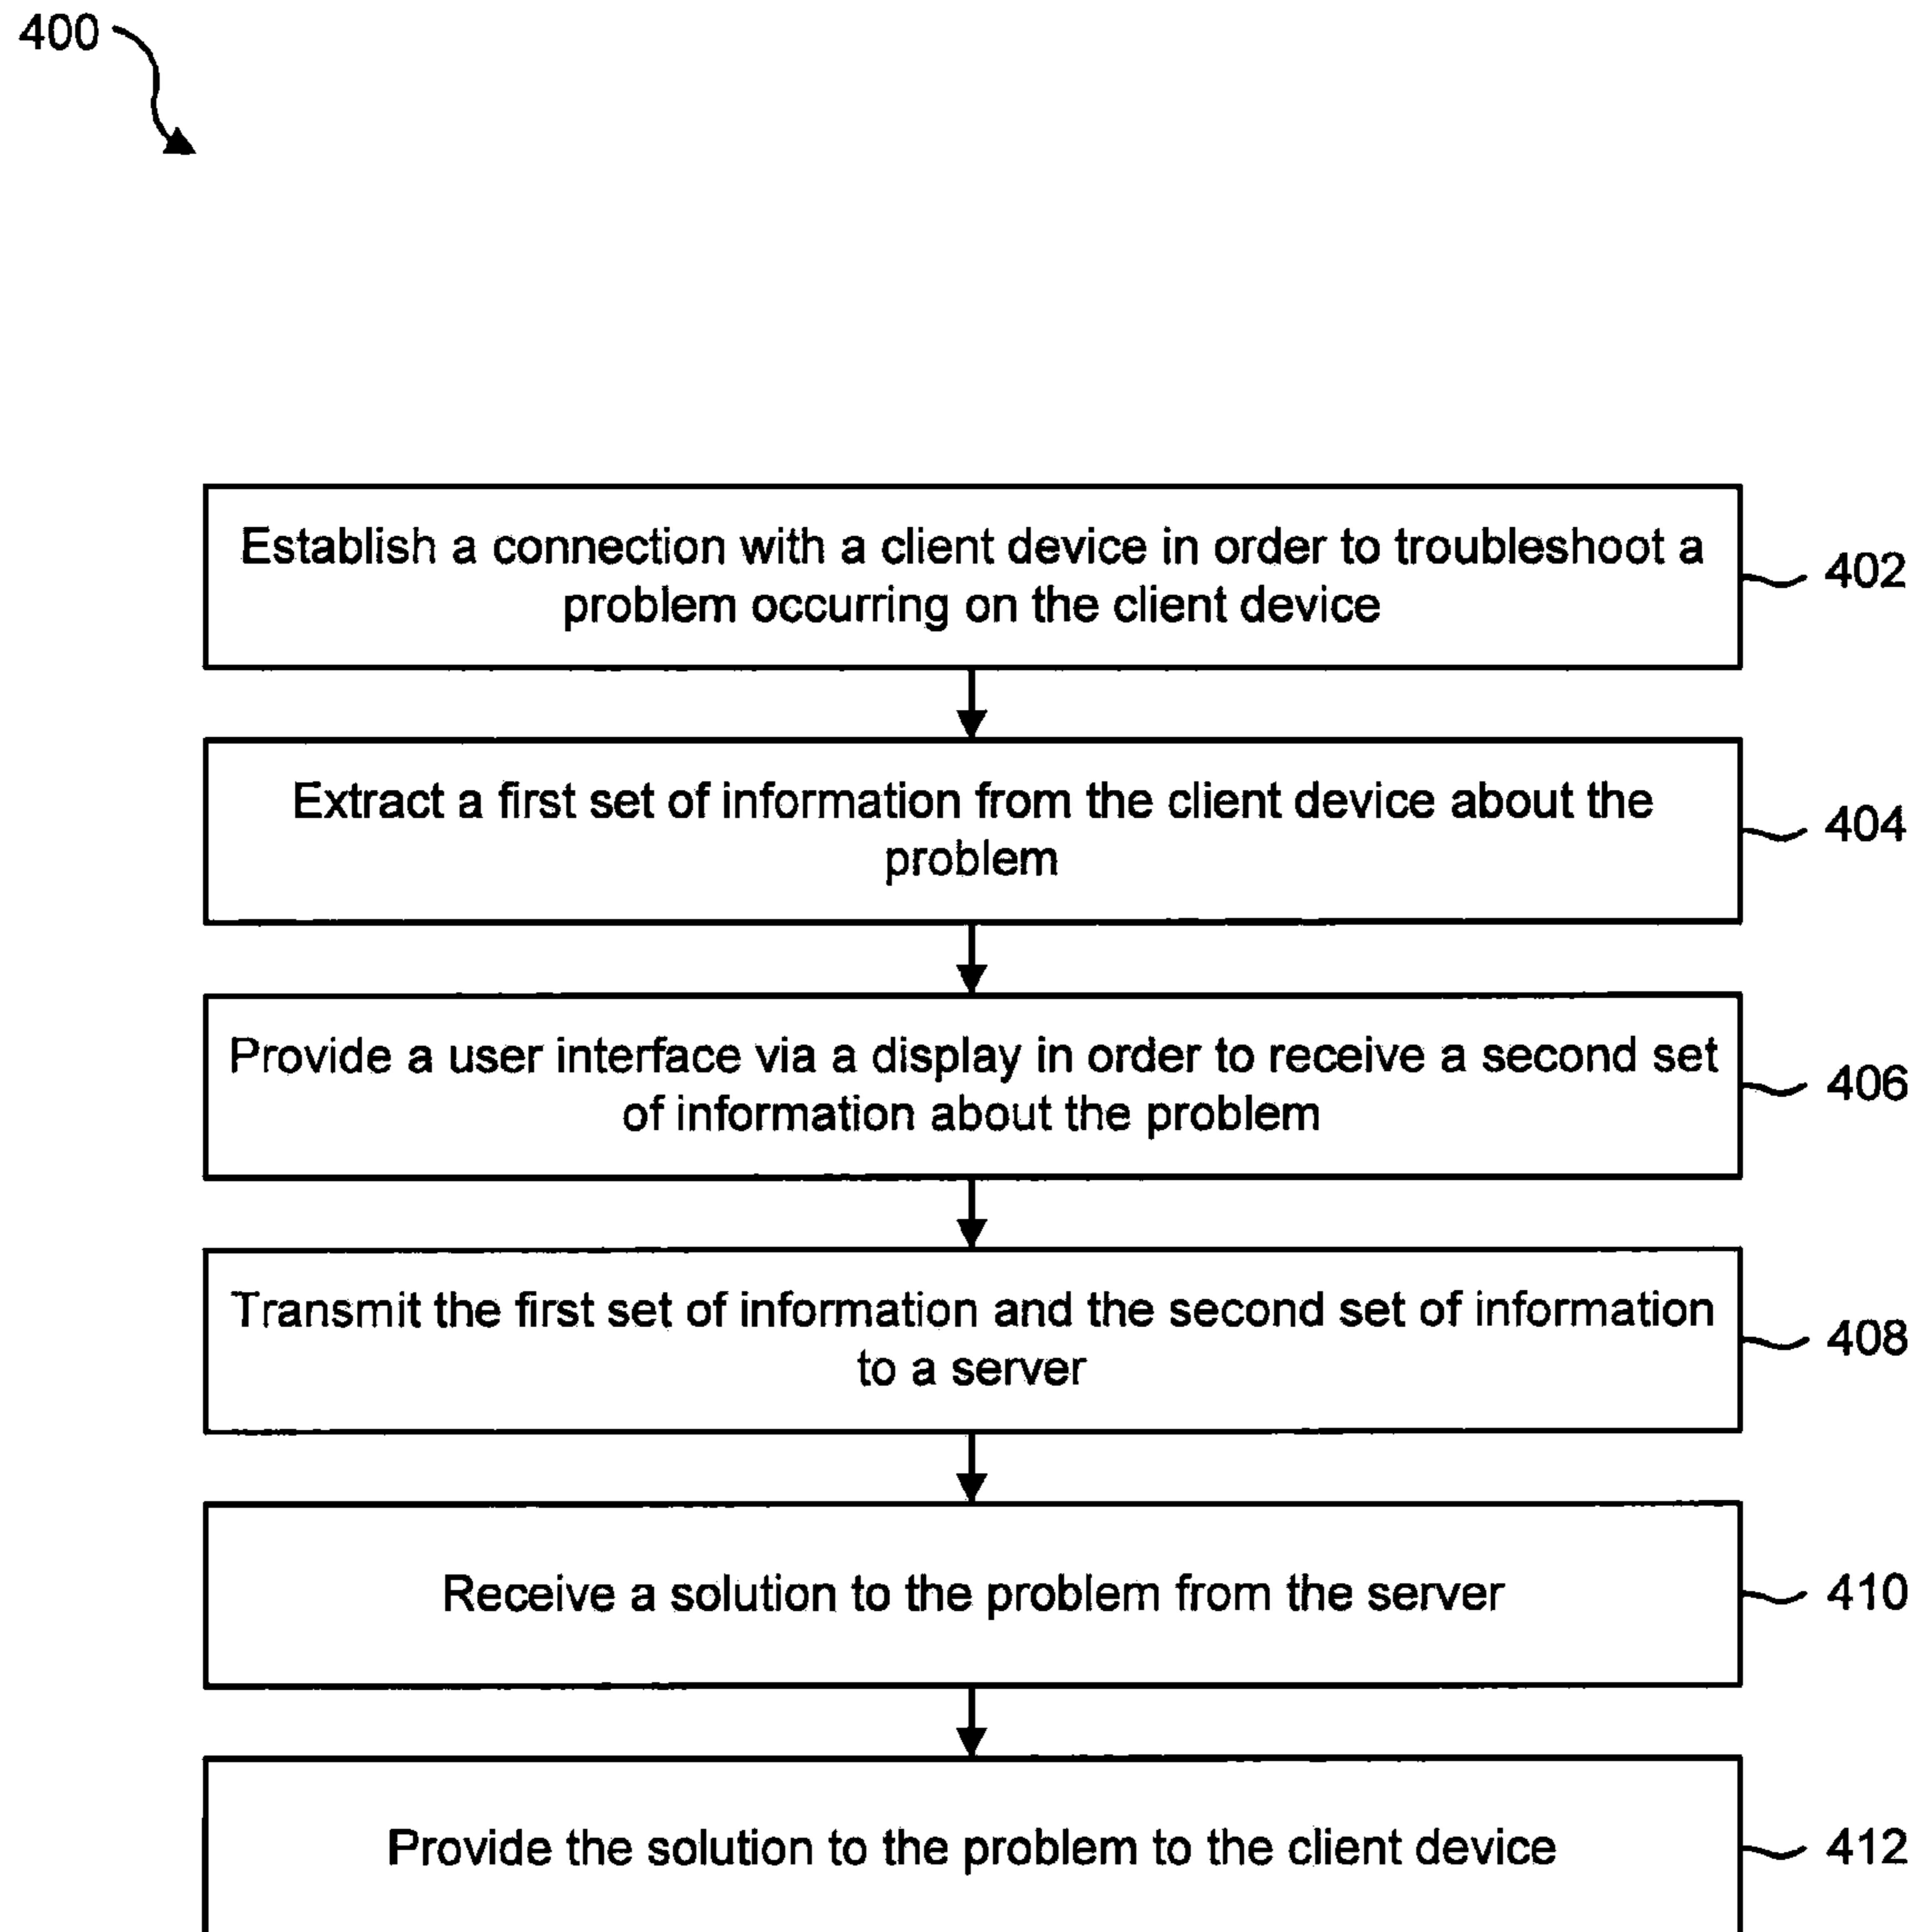 400
Establish a connection with a client device in order to troubleshoot a
problem occurring on the client device
402
Extract a first set of information from the client device about the
problem
404
Provide a user interface via a display in order to receive a second set
of information about the problem
406
Transmit the first set of information and the second set of information
to a server
408
Receive a solution to the problem from the server
410
Provide the solution to the problem to the client device
412